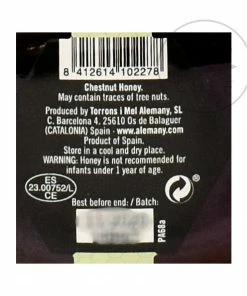 8 412614 102278
Chestnut Honey.
May contain traces of tree nuts.
Produced by Torrons i Mel Alemany, SL
C. Barcelona 4, 25610 Os de Balaguer
(CATALONIA) Spain · www.alemany.com
Product of Spain.
Store in a cool and dry place.
WARNING: Honey is not recommended for
infants under 1 year of age.
ES
23.00752/L
CE
Best before end: / Batch:
PA68a